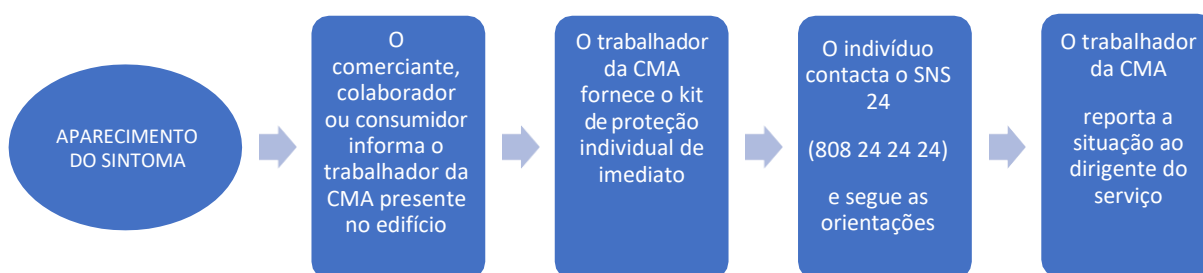 APARECIMENTO
DO SINTOMA
O
comerciante,
colaborador
ou consumidor
informa o
trabalhador da
CMA presente
no edifício
O trabalhador
da CMA
fornece o kit
de proteção
individual de
imediato
O indivíduo
contacta o SNS
24
(808 24 24 24)
e segue as
orientações
O trabalhador
da CMA
reporta a
situação ao
dirigente do
serviço